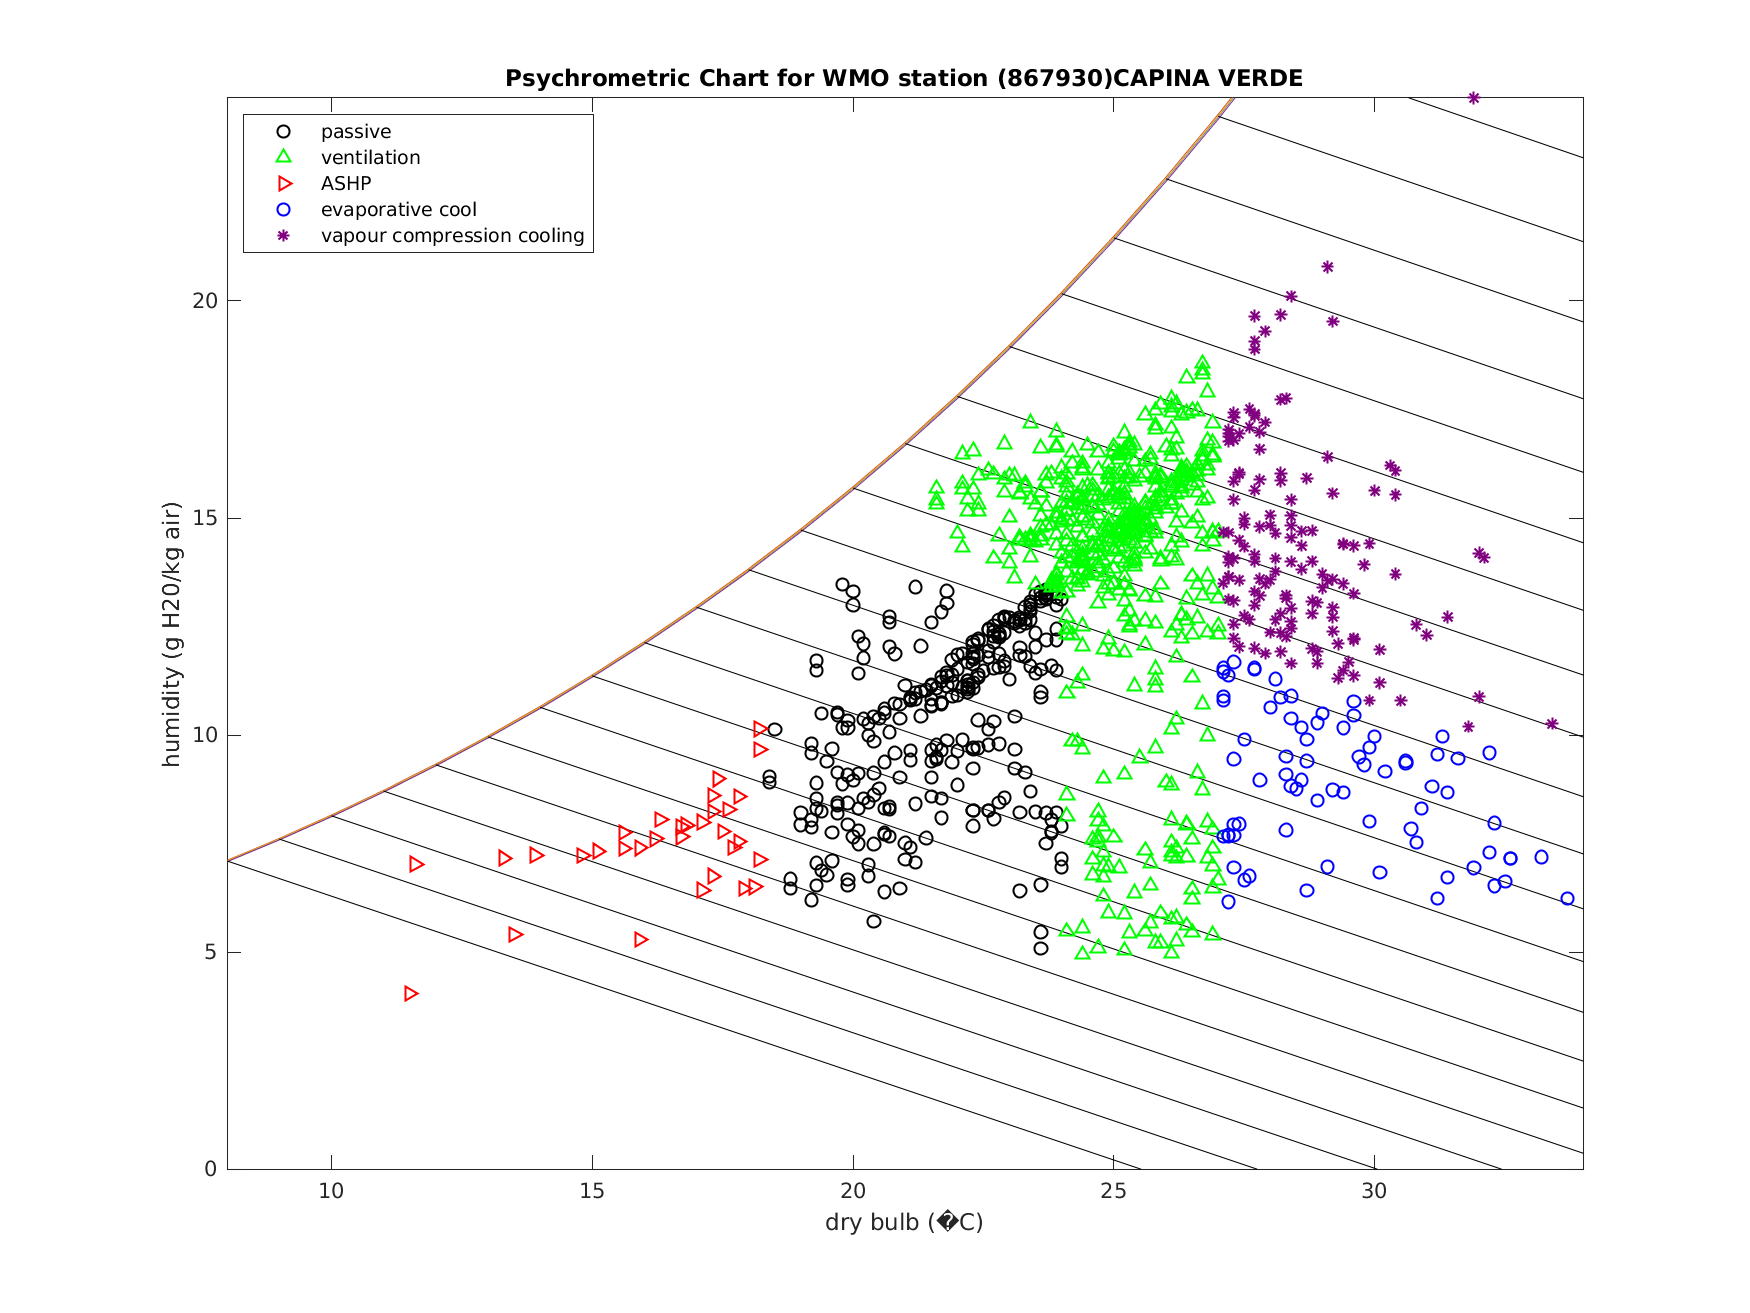 Psychrometric Chart for WMO station (867930)CAPINA VERDE
passive
ventilation
ASHP
evaporative cool
vapour compression cooling
humidity (g H20/kg air)
20
15
10
5
0
10 15 20 25 30
dry bulb (�C)